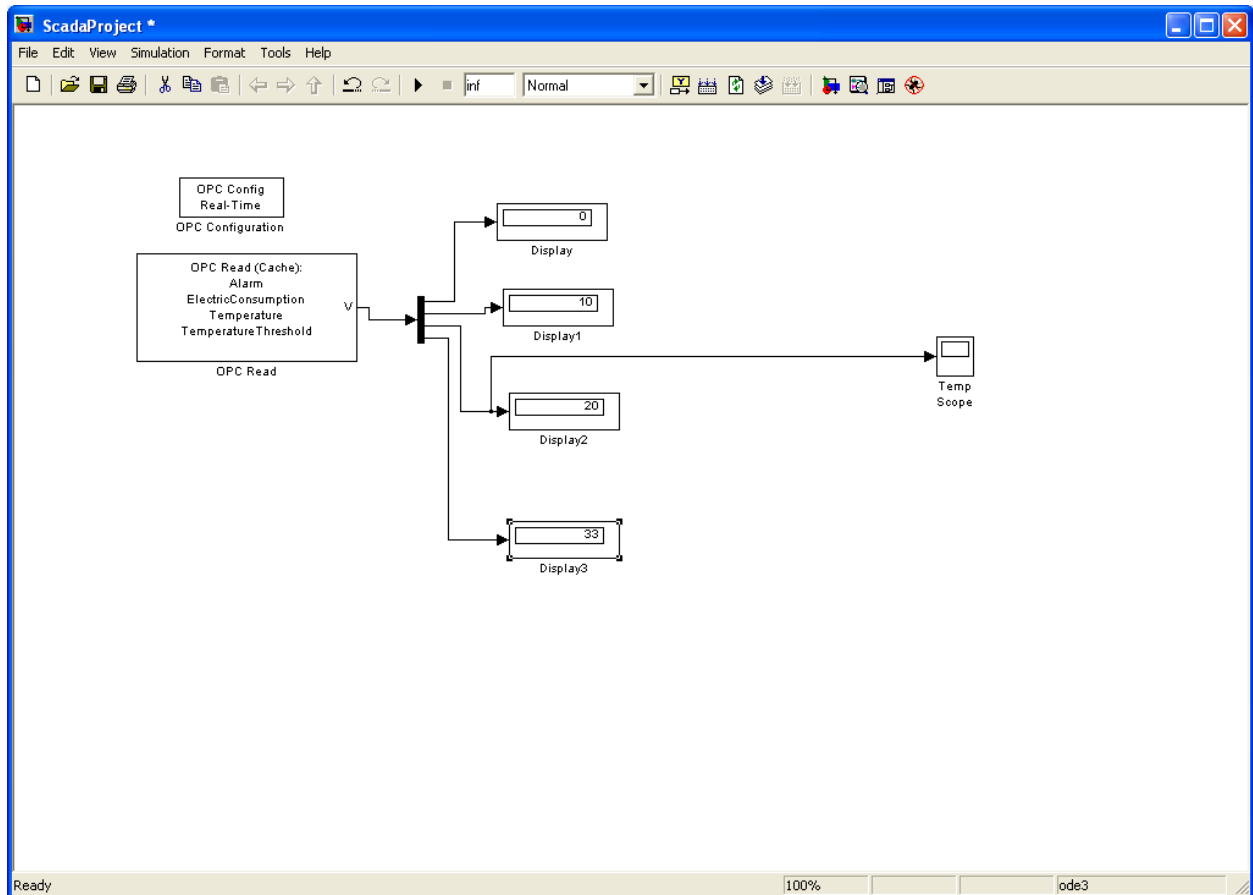 ScadaProject *
File Edit View Simulation Format Tools Help
inf Normal
OPC Config
Real-Time
OPC Configuration
OPC Read (Cache):
Alarm
ElectricConsumption
Temperature
TemperatureThreshold
V
OPC Read
0
Display
10
Display1
20
Display2
33
Display3
Temp
Scope
Ready 100% ode3